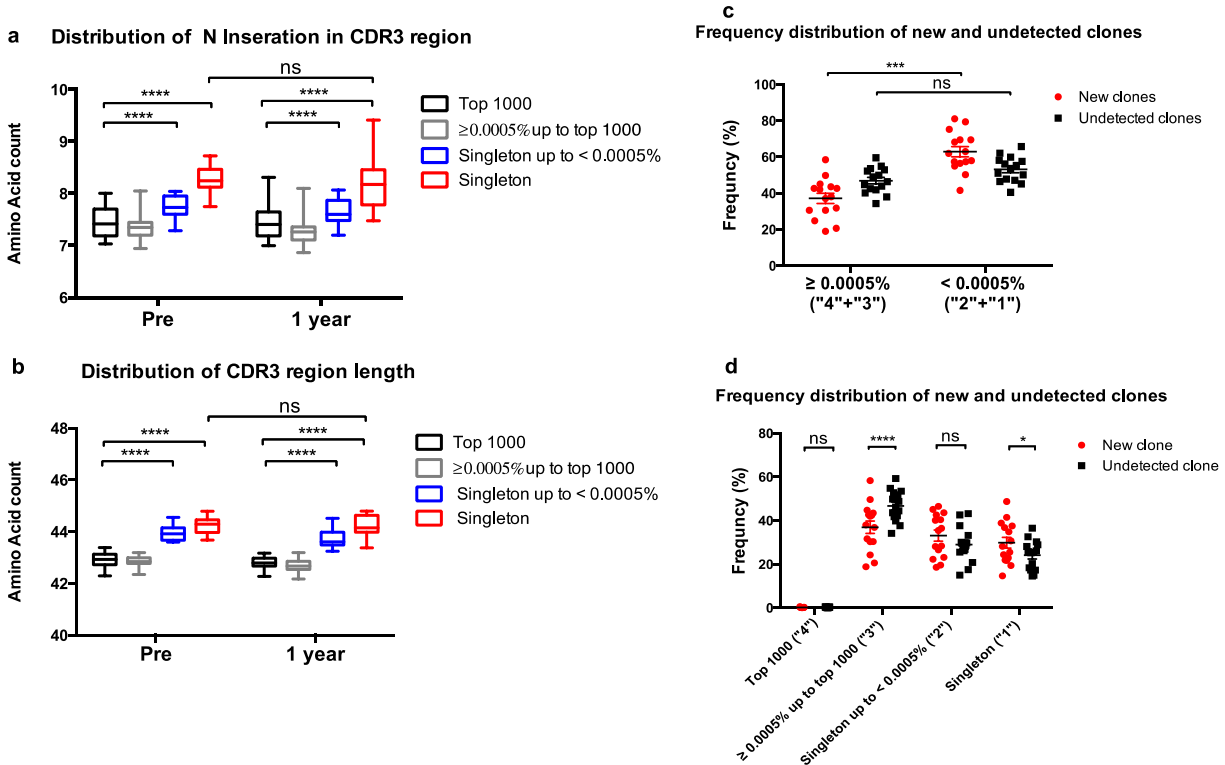 a
Distribution of N Inseration in CDR3 region
Amino Acid count
10
9
8
7
6
ns
****
****
****
****
Pre
1 year
Top 1000
≥0.0005%up to top 1000
Singleton up to < 0.0005%
Singleton
b
Distribution of CDR3 region length
Amino Acid count
48
46
44
42
40
ns
****
****
****
****
Pre
1 year
Top 1000
≥0.0005%up to top 1000
Singleton up to < 0.0005%
Singleton
c
Frequency distribution of new and undetected clones
Frequncy (%)
100
80
60
40
20
0
***
ns
≥ 0.0005%
("4"+"3")
< 0.0005%
("2"+"1")
New clones
Undetected clones
d
Frequency distribution of new and undetected clones
Frequncy (%)
80
60
40
20
0
ns
****
ns
*
Top 1000 ("4")
≥ 0.0005% up to top 1000 ("3")
Singleton up to < 0.0005% ("2")
Singleton ("1")
New clone
Undetected clone